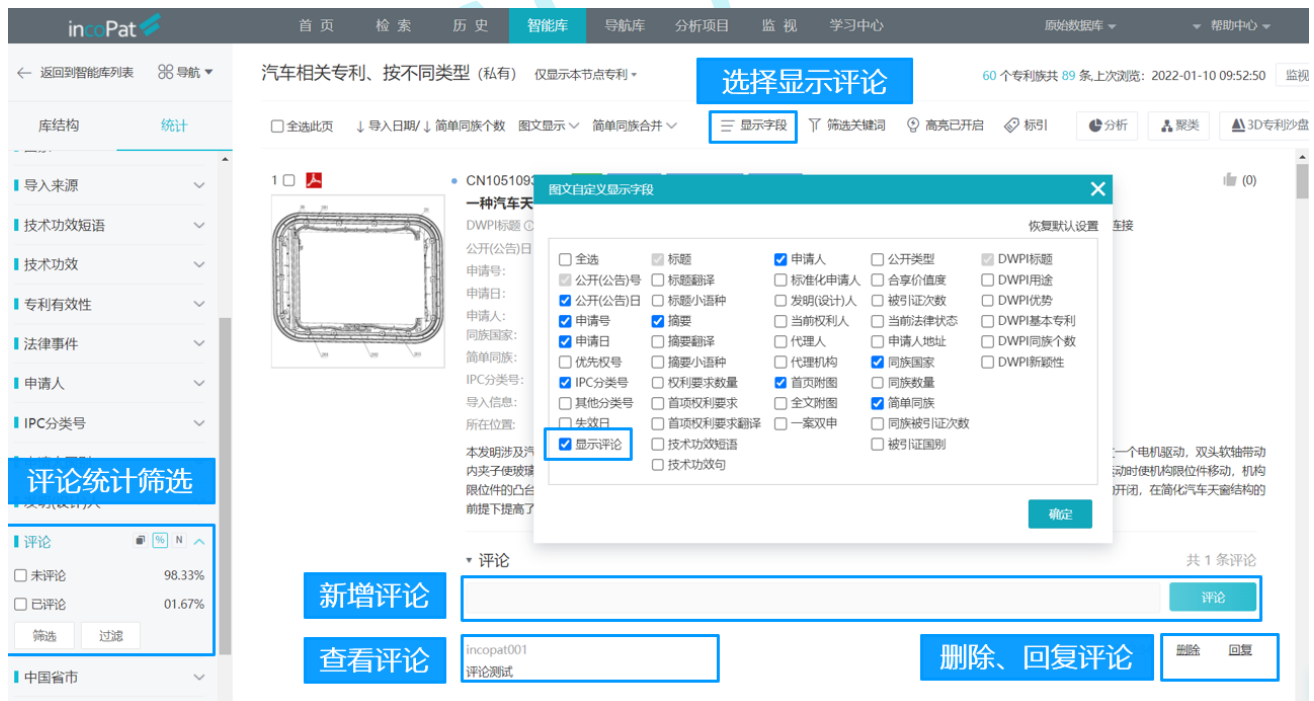 incoPat
首 页 检 索 历 史 智能库 导航库 分析项目 监 视 学习中心 原始数据库 帮助中心
← 返回到智能库列表 导航
汽车相关专利、按不同类型 (私有) 仅显示本节点专利
选择显示评论
60 个专利族共 89 条,上次浏览: 2022-01-10 09:52:50 监视
库结构 统计
全选此页 ↓导入日期/↓简单同族个数 图文显示 简单同族合并 显示字段 筛选关键词 高亮已开启 标引 分析 聚类 3D专利沙盘
导入来源
技术功效短语
技术功效
专利有效性
法律事件
申请人
IPC分类号
评论统计筛选
评论 % N
未评论 98.33%
已评论 01.67%
筛选 过滤
中国省市
1 CN1051093
(0)
一种汽车天
DWPI标题
连接
公开(公告)日
申请号:
申请日:
申请人:
同族国家:
简单同族:
IPC分类号:
导入信息:
所在位置:
图文自定义显示字段
恢复默认设置
全选 标题 申请人 公开类型 DWPI标题
公开(公告)号 标题翻译 标准化申请人 合享价值度 DWPI用途
公开(公告)日 标题小语种 发明(设计)人 被引证次数 DWPI优势
申请号 摘要 当前权利人 当前法律状态 DWPI基本专利
申请日 摘要翻译 代理人 申请人地址 DWPI同族个数
优先权号 摘要小语种 代理机构 同族国家 DWPI新颖性
IPC分类号 权利要求数量 首页附图 同族数量
其他分类号 首项权利要求 全文附图 简单同族
失效日 首项权利要求翻译 一案双申 同族被引证次数
显示评论 技术功效短语 被引证国别
技术功效句
确定
本发明涉及汽
一个电机驱动，双头软轴带动
内夹子使玻璃
动时使机构限位件移动，机构
限位件的凸台
开闭，在简化汽车天窗结构的
前提下提高了
评论 共 1 条评论
新增评论
评论
查看评论
incopat001
评论测试
删除、回复评论
删除 回复